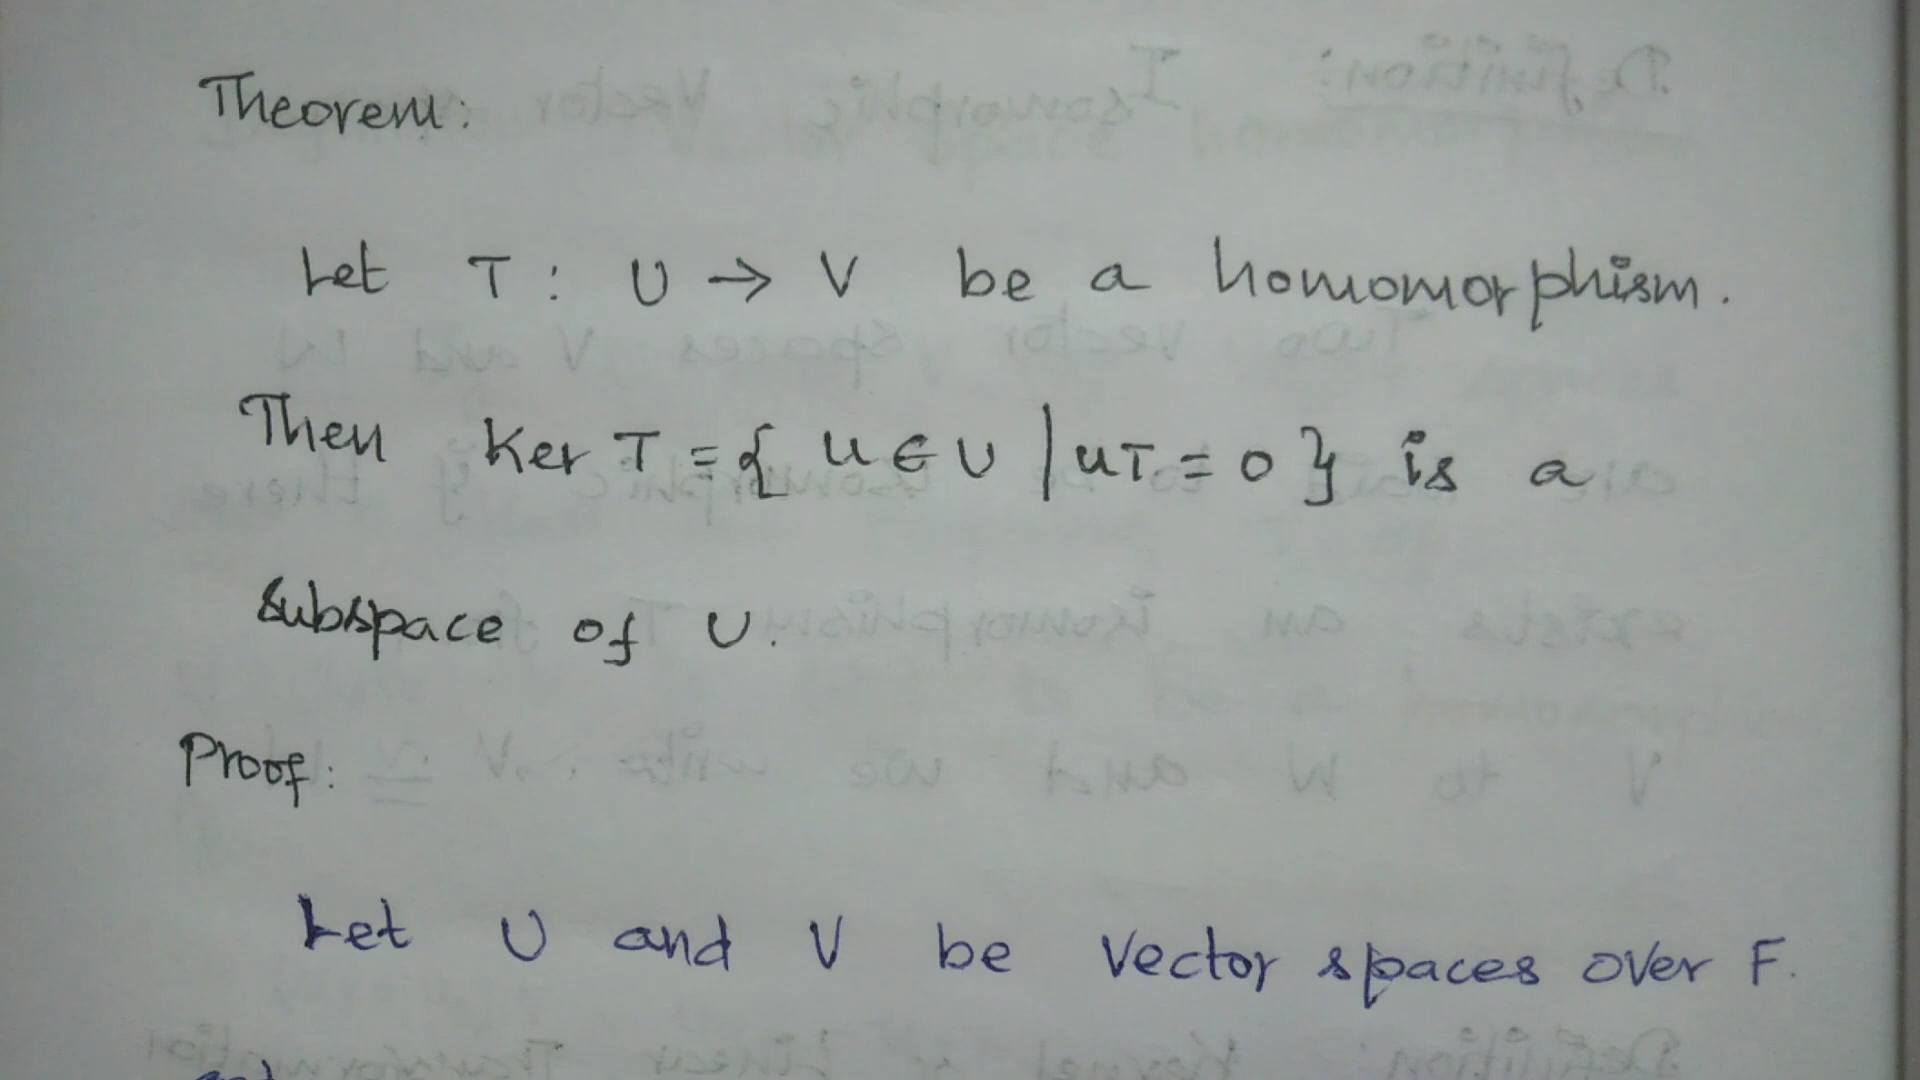 Theorem:
Let T: U → V be a homomorphism.
Then Ker T = { u ∈ U | uT = 0 } is a
subspace of U.
Proof:
Let U and V be vector spaces over F.